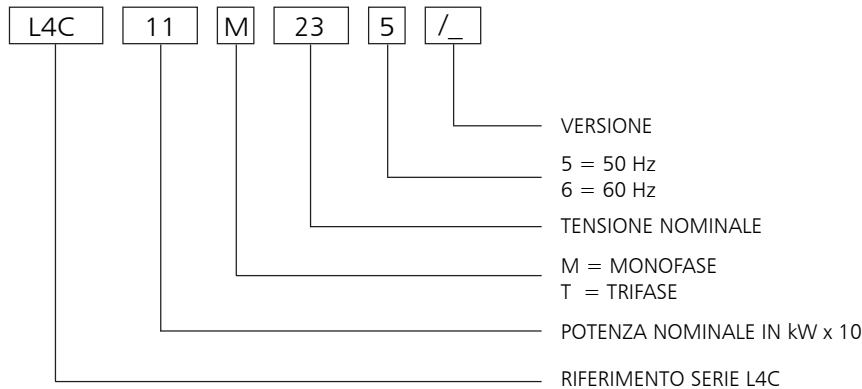 L4C 11 M 23 5 /_
VERSIONE
5 = 50 Hz
6 = 60 Hz
TENSIONE NOMINALE
M = MONOFASE
T = TRIFASE
POTENZA NOMINALE IN kW x 10
RIFERIMENTO SERIE L4C